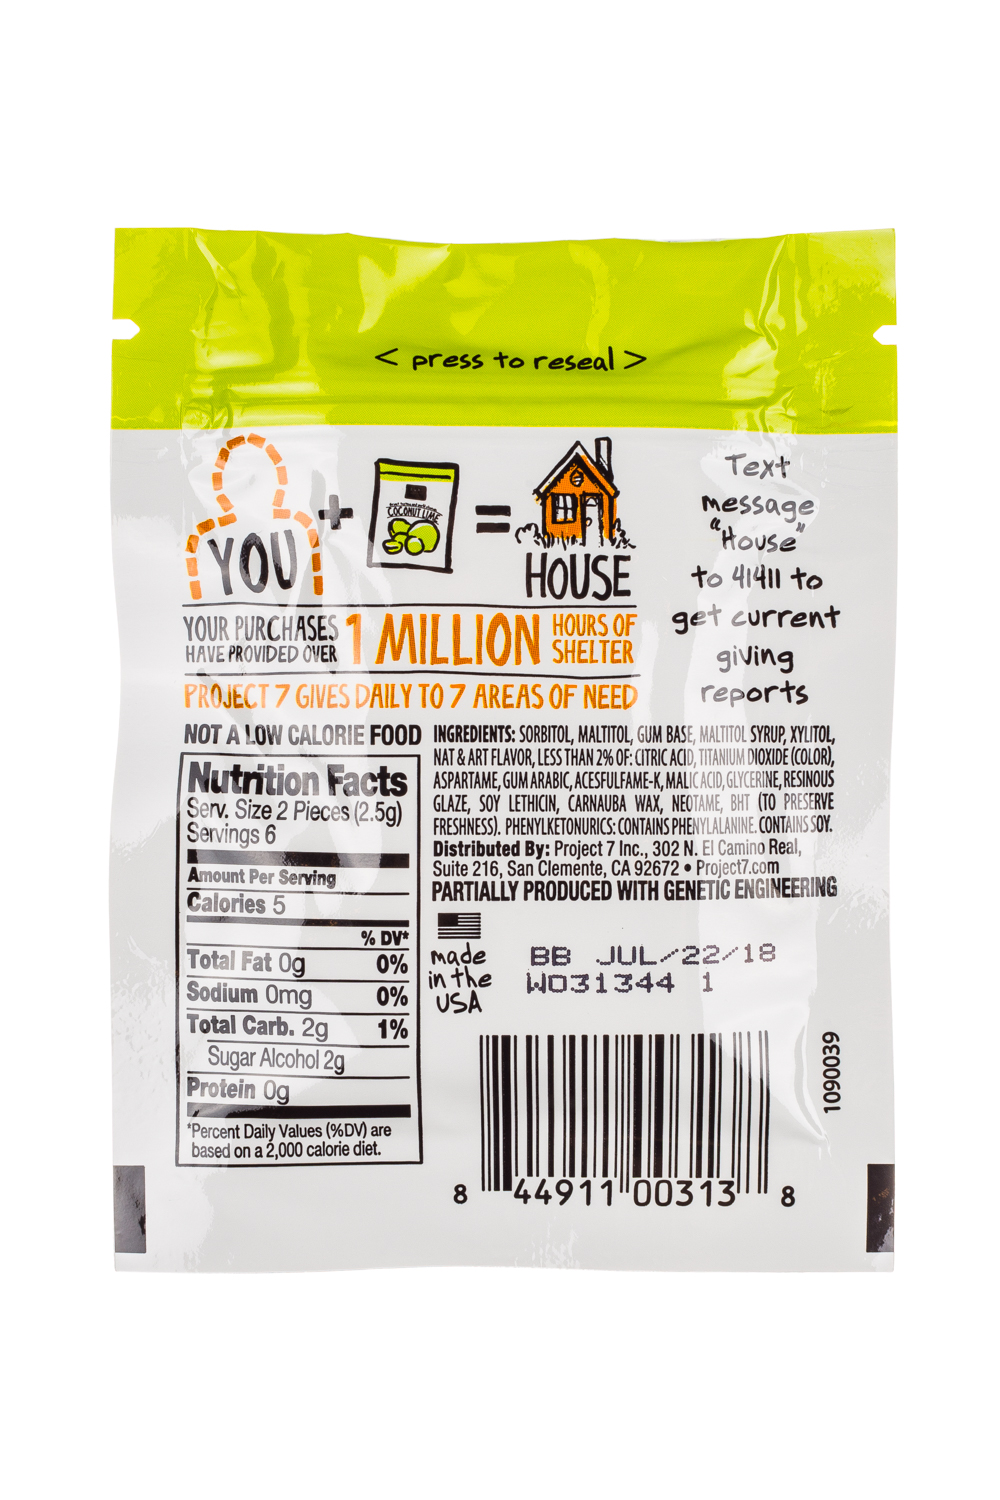 < press to reseal >
YOU + COCONUT LIME = HOUSE
YOUR PURCHASES
HAVE PROVIDED OVER
1 MILLION
HOURS OF
SHELTER
PROJECT 7 GIVES DAILY TO 7 AREAS OF NEED
Text
message
"House"
to 41411 to
get current
giving
reports
NOT A LOW CALORIE FOOD
Nutrition Facts
Serv. Size 2 Pieces (2.5g)
Servings 6
Amount Per Serving
Calories 5
% DV*
Total Fat 0g 0%
Sodium 0mg 0%
Total Carb. 2g 1%
Sugar Alcohol 2g
Protein 0g
*Percent Daily Values (%DV) are
based on a 2,000 calorie diet.
INGREDIENTS: SORBITOL, MALTITOL, GUM BASE, MALTITOL SYRUP, XYLITOL,
NAT & ART FLAVOR, LESS THAN 2% OF: CITRIC ACID, TITANIUM DIOXIDE (COLOR),
ASPARTAME, GUM ARABIC, ACESULFAME-K, MALIC ACID, GLYCERINE, RESINOUS
GLAZE, SOY LETHICIN, CARNAUBA WAX, NEOTAME, BHT (TO PRESERVE
FRESHNESS). PHENYLKETONURICS: CONTAINS PHENYLALANINE. CONTAINS SOY.
Distributed By: Project 7 Inc., 302 N. El Camino Real,
Suite 216, San Clemente, CA 92672 • Project7.com
PARTIALLY PRODUCED WITH GENETIC ENGINEERING
made
in the
USA
BB JUL/22/18
W031344 1
1090039
8 44911 00313 8